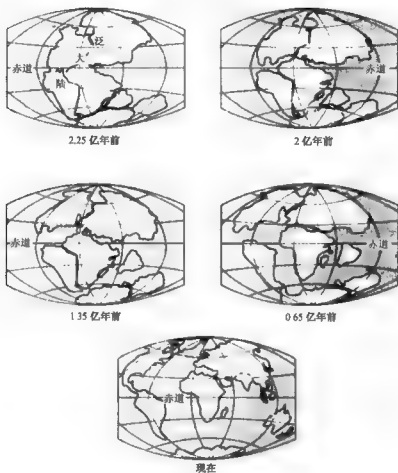 泛
大
陆
赤道
2.25 亿年前
赤道
2 亿年前
赤道
1 35 亿年前
赤道
0 65 亿年前
赤道
现在